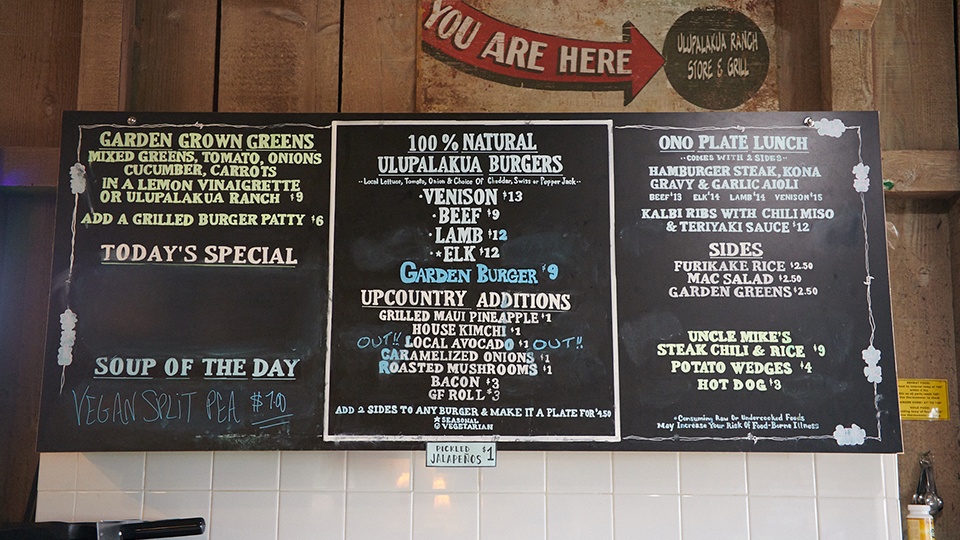 YOU ARE HERE
ULUPALAKUA RANCH
STORE & GRILL
GARDEN GROWN GREENS
MIXED GREENS, TOMATO, ONIONS
CUCUMBER, CARROTS
IN A LEMON VINAIGRETTE
OR ULUPALAKUA RANCH $9
ADD A GRILLED BURGER PATTY $6
TODAY'S SPECIAL
SOUP OF THE DAY
VEGAN SPLIT PEA $7.00
100% NATURAL
ULUPALAKUA BURGERS
--Local Lettuce, Tomato, Onion & Choice Of Cheddar, Swiss or Pepper Jack--
·VENISON $13
·BEEF $9
·LAMB $12
·*ELK $12
GARDEN BURGER $9
UPCOUNTRY ADDITIONS
GRILLED MAUI PINEAPPLE $1
HOUSE KIMCHI $1
OUT!! LOCAL AVOCADO $1 OUT!!
CARAMELIZED ONIONS $1
ROASTED MUSHROOMS $1
BACON $3
GF ROLL $3
ADD 2 SIDES TO ANY BURGER & MAKE IT A PLATE FOR $4.50
* SEASONAL
VEGETARIAN
PICKLED
JALAPEÑOS $1
ONO PLATE LUNCH
--COMES WITH 2 SIDES--
HAMBURGER STEAK, KONA
GRAVY & GARLIC AIOLI
BEEF $13 ELK $14 LAMB $14 VENISON $15
KALBI RIBS WITH CHILI MISO
& TERIYAKI SAUCE $12
SIDES
FURIKAKE RICE $2.50
MAC SALAD $2.50
GARDEN GREENS $2.50
UNCLE MIKE'S
STEAK CHILI & RICE $9
POTATO WEDGES $4
HOT DOG $3
*Consuming Raw Or Undercooked Foods
May Increase Your Risk Of Food-Borne Illness